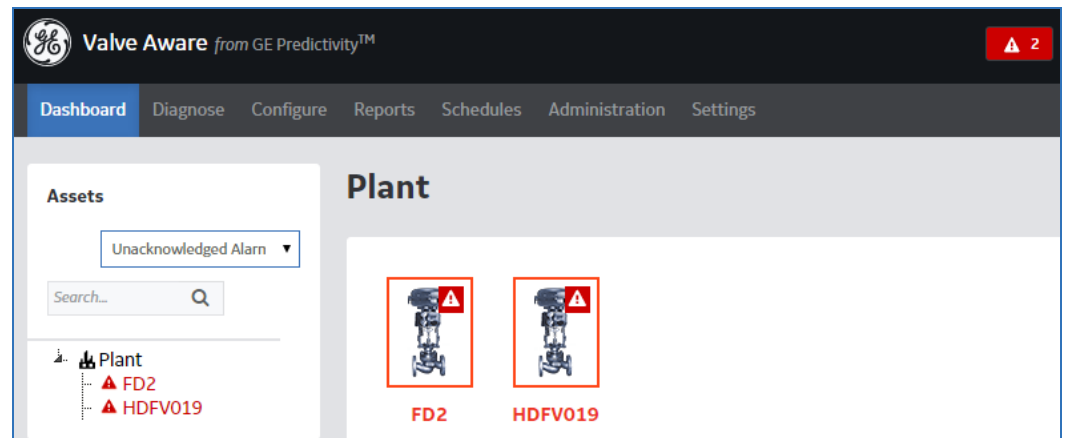 Valve Aware from GE Predictivity™
2
Dashboard Diagnose Configure Reports Schedules Administration Settings
Assets
Unacknowledged Alarn
Search...
Plant
FD2
HDFV019
Plant
FD2 HDFV019